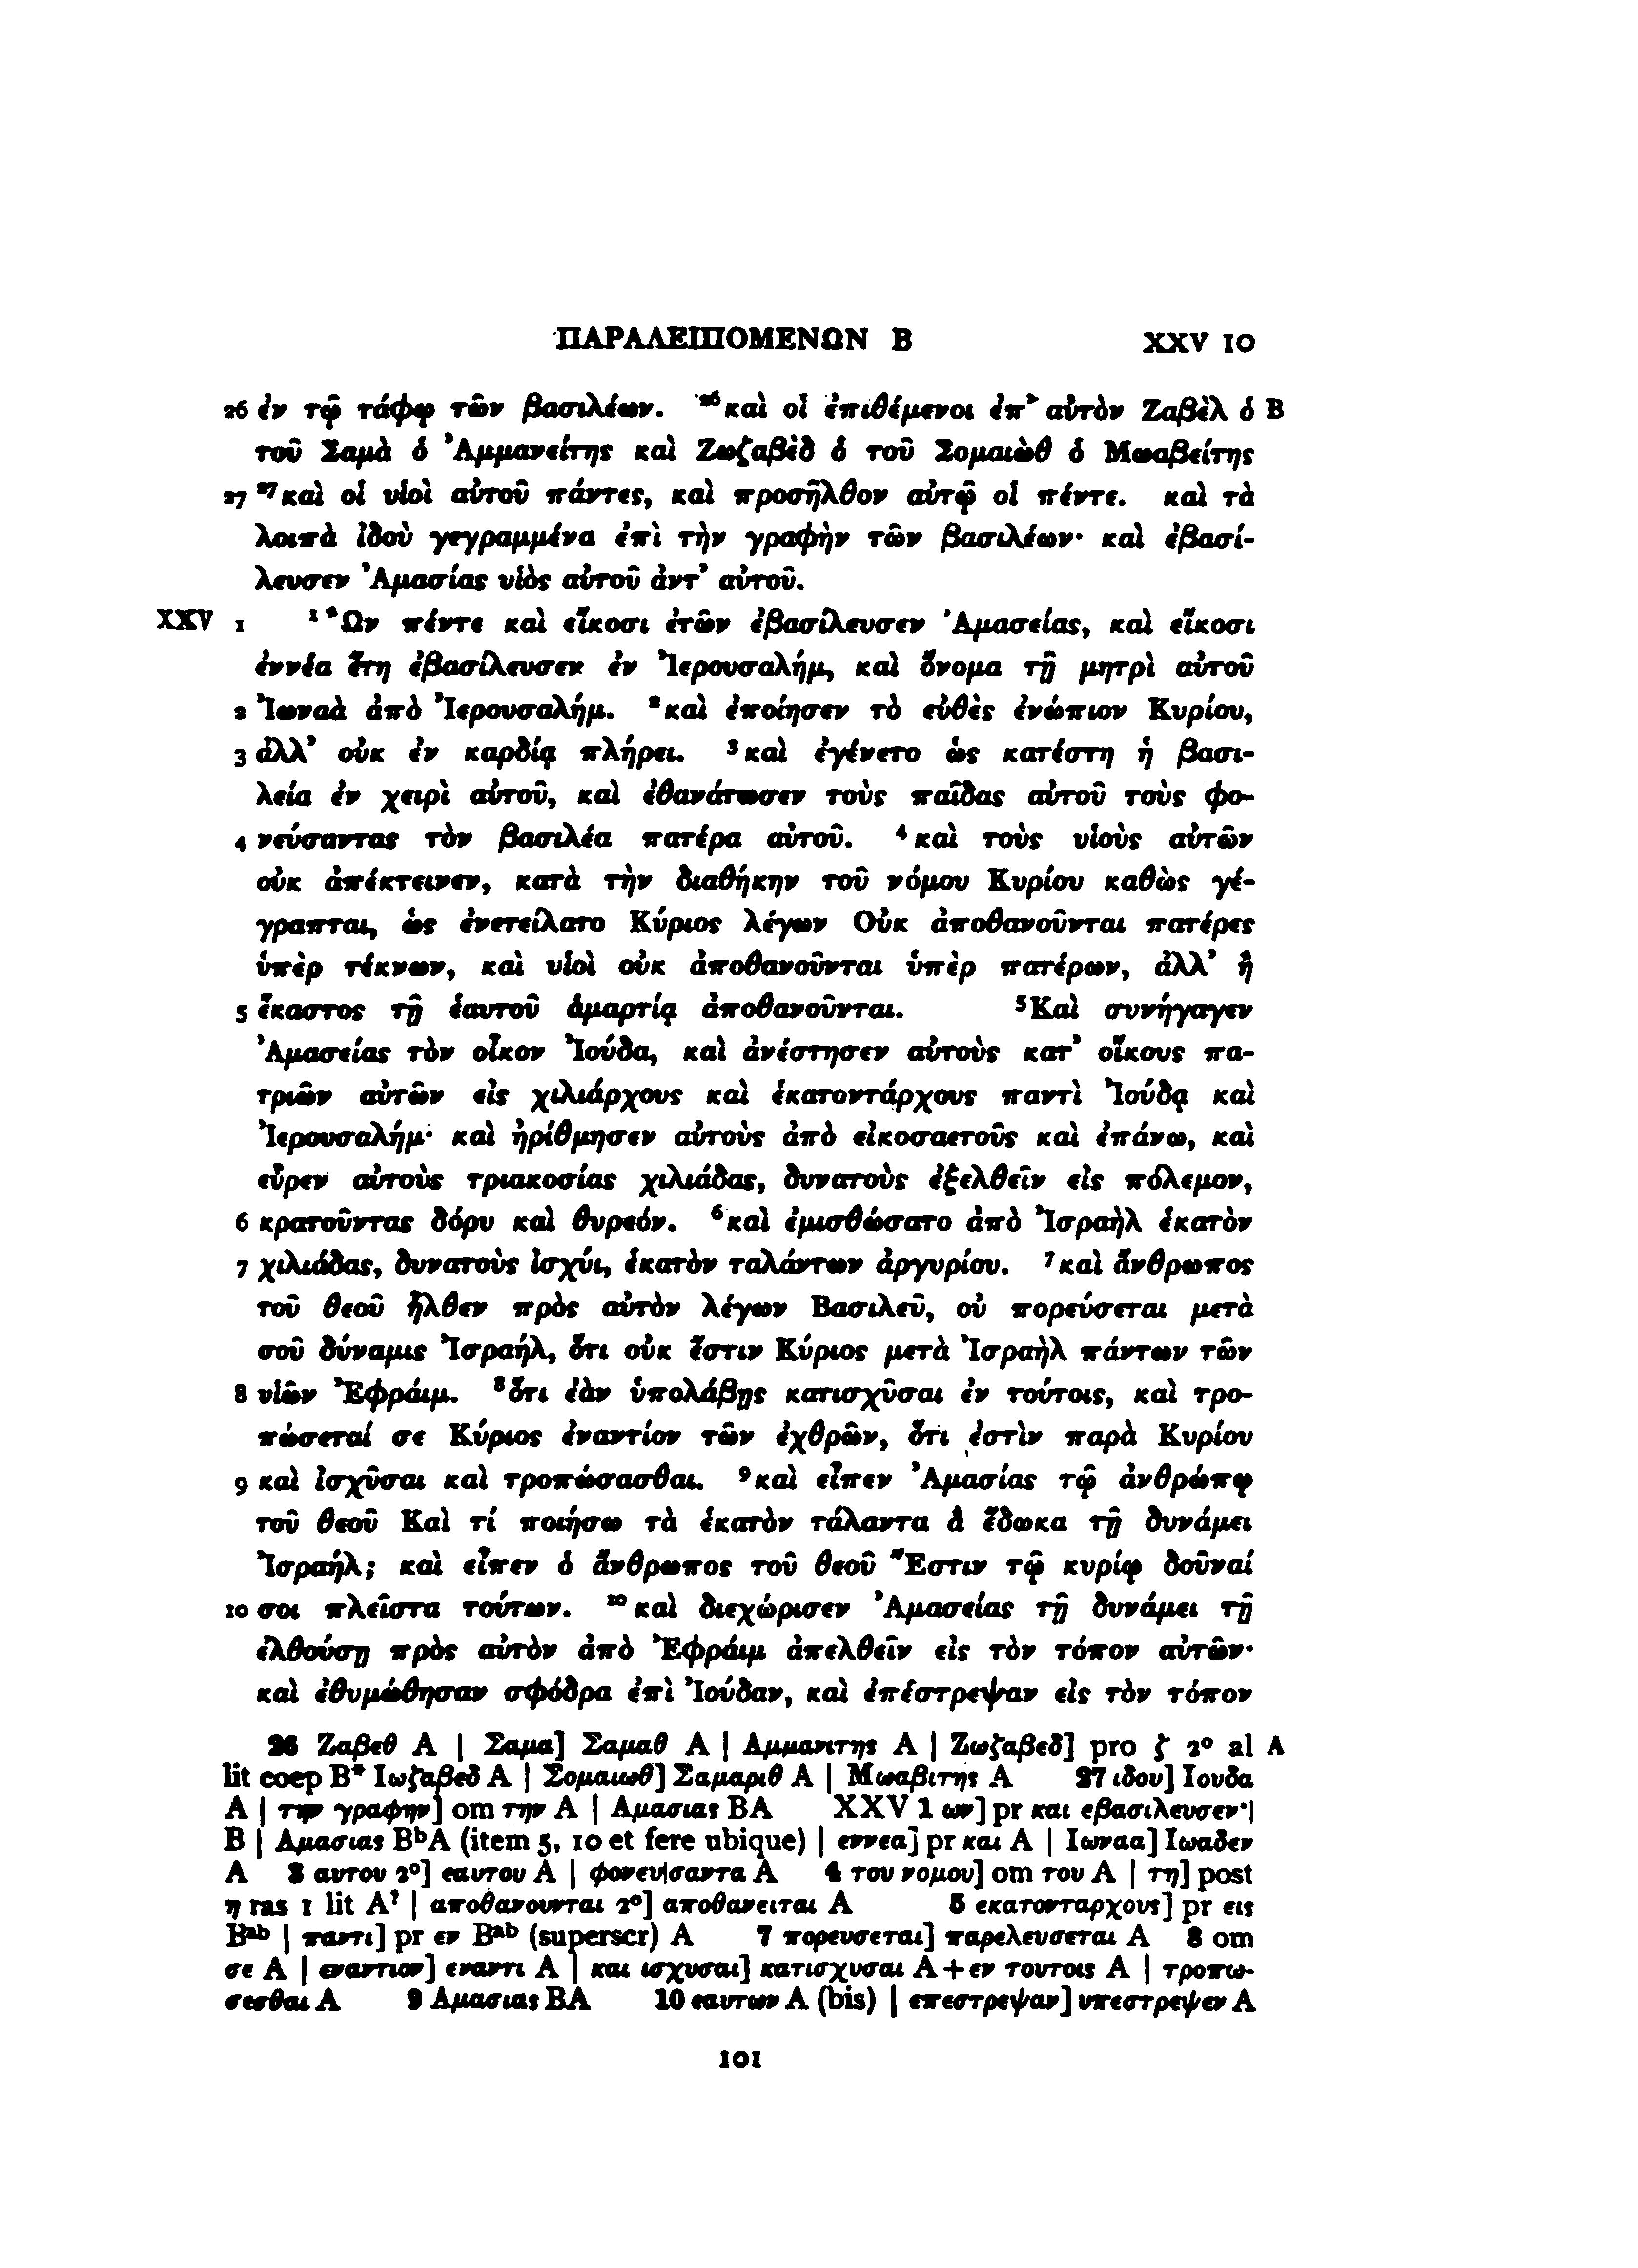 ΠΑΡΑΛΕΙΠΟΜΕΝΩΝ Β XXV 10
26 ἐν τῷ τάφῳ τῶν βασιλέων. ²⁶καὶ οἱ ἐπιθέμενοι ἐπ᾽ αὐτὸν Ζαβὲλ ὁ B
τοῦ Σαμὰ ὁ Ἀμμανείτης καὶ Ζωζαβὲδ ὁ τοῦ Σομαιὼθ ὁ Μωαβείτης
27 ²⁷καὶ οἱ υἱοὶ αὐτοῦ πάντες, καὶ προσῆλθον αὐτῷ οἱ πέντε. καὶ τὰ
λοιπὰ ἰδοὺ γεγραμμένα ἐπὶ τὴν γραφὴν τῶν βασιλέων· καὶ ἐβασί-
λευσεν Ἀμασίας υἱὸς αὐτοῦ ἀντ᾽ αὐτοῦ.
XXV 1 ¹Ὢν πέντε καὶ εἴκοσι ἐτῶν ἐβασίλευσεν Ἀμασείας, καὶ εἴκοσι
ἐννέα ἔτη ἐβασίλευσεν ἐν Ἰερουσαλήμ, καὶ ὄνομα τῇ μητρὶ αὐτοῦ
2 Ἰωναὰ ἀπὸ Ἰερουσαλήμ. ²καὶ ἐποίησεν τὸ εὐθὲς ἐνώπιον Κυρίου,
3 ἀλλ᾽ οὐκ ἐν καρδίᾳ πλήρει. ³καὶ ἐγένετο ὡς κατέστη ἡ βασι-
λεία ἐν χειρὶ αὐτοῦ, καὶ ἐθανάτωσεν τοὺς παῖδας αὐτοῦ τοὺς φο-
4 νεύσαντας τὸν βασιλέα πατέρα αὐτοῦ. ⁴καὶ τοὺς υἱοὺς αὐτῶν
οὐκ ἀπέκτεινεν, κατὰ τὴν διαθήκην τοῦ νόμου Κυρίου καθὼς γέ-
γραπται, ὡς ἐνετείλατο Κύριος λέγων Οὐκ ἀποθανοῦνται πατέρες
ὑπὲρ τέκνων, καὶ υἱοὶ οὐκ ἀποθανοῦνται ὑπὲρ πατέρων, ἀλλ᾽ ἢ
5 ἕκαστος τῇ ἑαυτοῦ ἁμαρτίᾳ ἀποθανοῦνται. ⁵Καὶ συνήγαγεν
Ἀμασείας τὸν οἶκον Ἰούδα, καὶ ἀνέστησεν αὐτοὺς κατ᾽ οἴκους πα-
τριῶν αὐτῶν εἰς χιλιάρχους καὶ ἑκατοντάρχους παντὶ Ἰούδᾳ καὶ
Ἰερουσαλήμ· καὶ ἠρίθμησεν αὐτοὺς ἀπὸ εἰκοσαετοῦς καὶ ἐπάνω, καὶ
εὗρεν αὐτοὺς τριακοσίας χιλιάδας, δυνατοὺς ἐξελθεῖν εἰς πόλεμον,
6 κρατοῦντας δόρυ καὶ θυρεόν. ⁶καὶ ἐμισθώσατο ἀπὸ Ἰσραὴλ ἑκατὸν
7 χιλιάδας, δυνατοὺς ἰσχύι, ἑκατὸν ταλάντων ἀργυρίου. ⁷καὶ ἄνθρωπος
τοῦ θεοῦ ἦλθεν πρὸς αὐτὸν λέγων Βασιλεῦ, οὐ πορεύσεται μετὰ
σοῦ δύναμις Ἰσραήλ, ὅτι οὐκ ἔστιν Κύριος μετὰ Ἰσραὴλ πάντων τῶν
8 υἱῶν Ἐφράιμ. ⁸ὅτι ἐὰν ὑπολάβῃς κατισχῦσαι ἐν τούτοις, καὶ τρο-
πώσεταί σε Κύριος ἐναντίον τῶν ἐχθρῶν, ὅτι ἐστὶν παρὰ Κυρίου
9 καὶ ἰσχῦσαι καὶ τροπώσασθαι. ⁹καὶ εἶπεν Ἀμασίας τῷ ἀνθρώπῳ
τοῦ θεοῦ Καὶ τί ποιήσω τὰ ἑκατὸν τάλαντα ἃ ἔδωκα τῇ δυνάμει
Ἰσραήλ; καὶ εἶπεν ὁ ἄνθρωπος τοῦ θεοῦ Ἔστιν τῷ κυρίῳ δοῦναί
10 σοι πλεῖστα τούτων. ¹⁰καὶ διεχώρισεν Ἀμασείας τῇ δυνάμει τῇ
ἐλθούσῃ πρὸς αὐτὸν ἀπὸ Ἐφράιμ ἀπελθεῖν εἰς τὸν τόπον αὐτῶν·
καὶ ἐθυμώθησαν σφόδρα ἐπὶ Ἰούδαν, καὶ ἐπέστρεψαν εἰς τὸν τόπον
26 Ζαβεθ A | Σαμα] Σαμαθ A | Αμμανιτης A | Ζωζαβεδ] pro ζ 2° al A
lit coep B* Ιωζαβεδ A | Σομαιωθ] Σαμαριθ A | Μωαβιτης A 27 ιδου] Ιουδα
A | την γραφην] om την A | Αμασιας BA XXV 1 ων] pr και εβασιλευσεν·|
B | Αμασιας BᵇA (item 5, 10 et fere ubique) | εννεα] pr και A | Ιωναα] Ιωαδεν
A 3 αυτου 2°] εαυτου A | φονευ|σαντα A 4 του νομου] om του A | τη] post
η ras 1 lit A? | αποθανουνται 2°] αποθανειται A 5 εκατονταρχους] pr εις
Bᵃᵇ | παντι] pr εν Bᵃᵇ (superscr) A 7 πορευσεται] παρελευσεται A 8 om
σε A | εναντιον] εναντι A | και ισχυσαι] κατισχυσαι A + εν τουτοις A | τροπω-
σεσθαι A 9 Αμασιας BA 10 εαυτων A (bis) | επεστρεψαν] υπεστρεψεν A
101